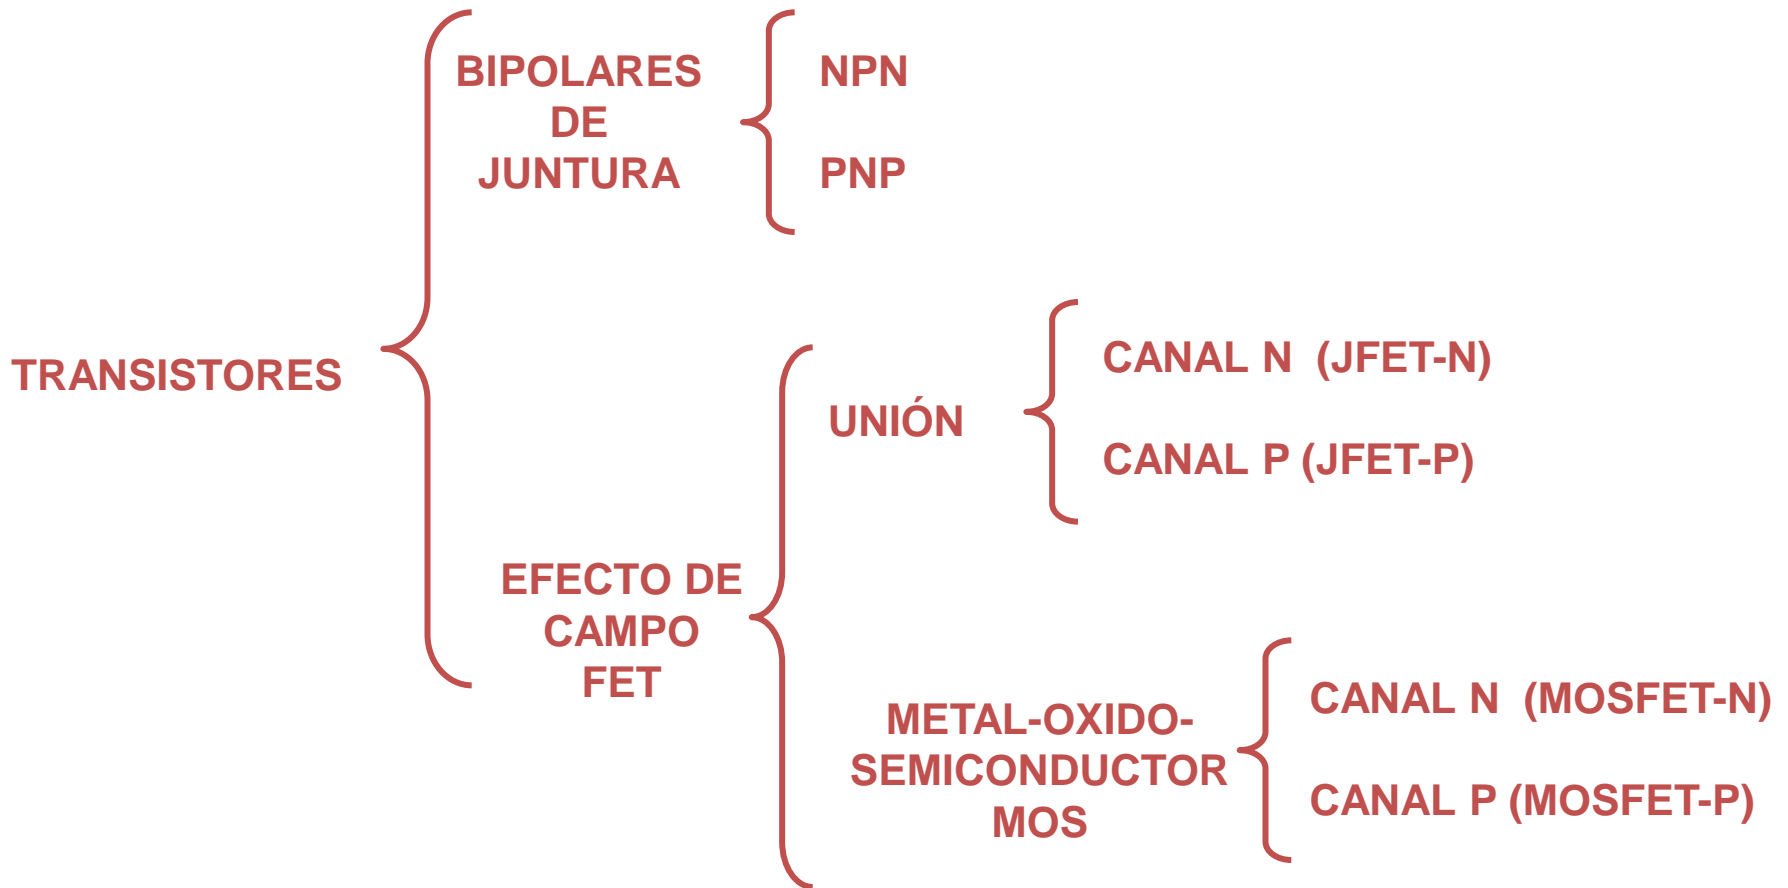 TRANSISTORES
BIPOLARES
DE
JUNTURA
NPN
PNP
EFECTO DE
CAMPO
FET
UNIÓN
CANAL N  (JFET-N)
CANAL P (JFET-P)
METAL-OXIDO-
SEMICONDUCTOR
MOS
CANAL N  (MOSFET-N)
CANAL P (MOSFET-P)